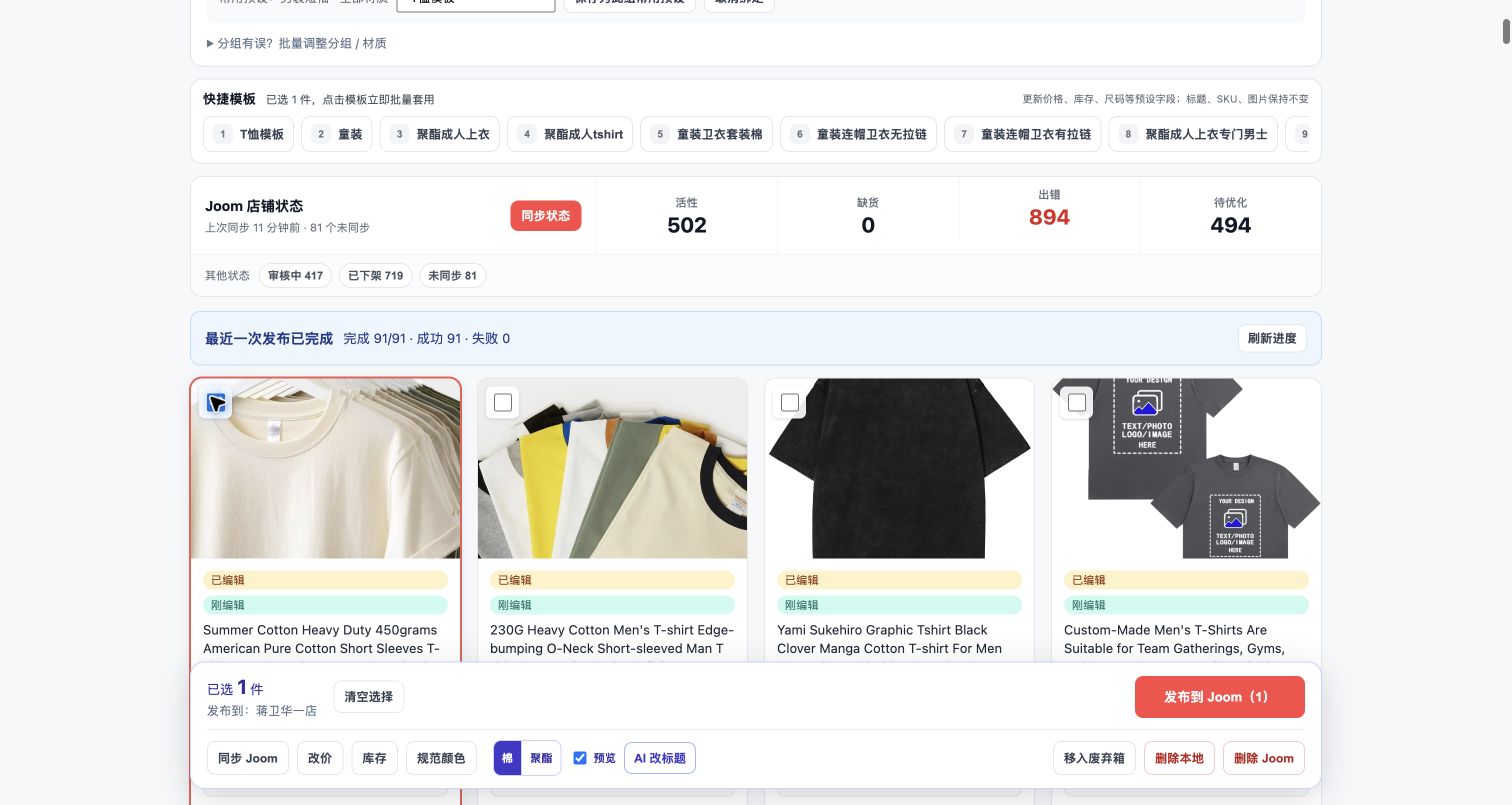 T恤模板
▶ 分组有误？批量调整分组 / 材质
快捷模板 已选 1 件，点击模板立即批量套用
更新价格、库存、尺码等预设字段；标题、SKU、图片保持不变
1 T恤模板
2 童装
3 聚酯成人上衣
4 聚酯成人tshirt
5 童装卫衣套装棉
6 童装连帽卫衣无拉链
7 童装连帽卫衣有拉链
8 聚酯成人上衣专门男士
9
Joom 店铺状态
上次同步 11 分钟前 · 81 个未同步
同步状态
活性
502
缺货
0
出错
894
待优化
494
其他状态 审核中 417 已下架 719 未同步 81
最近一次发布已完成 完成 91/91 · 成功 91 · 失败 0
刷新进度
YOUR DESIGN
TEXT/PHOTO
LOGO/IMAGE
HERE
YOUR DESIGN
TEXT/PHOTO
LOGO/IMAGE
HERE
已编辑
刚编辑
Summer Cotton Heavy Duty 450grams
American Pure Cotton Short Sleeves T-
已编辑
刚编辑
230G Heavy Cotton Men's T-shirt Edge-
bumping O-Neck Short-sleeved Man T
已编辑
刚编辑
Yami Sukehiro Graphic Tshirt Black
Clover Manga Cotton T-shirt For Men
已编辑
刚编辑
Custom-Made Men's T-Shirts Are
Suitable for Team Gatherings, Gyms,
已选 1 件
发布到：蒋卫华一店
清空选择
发布到 Joom（1）
同步 Joom 改价 库存 规范颜色 棉 聚酯 预览 AI 改标题
移入废弃箱 删除本地 删除 Joom